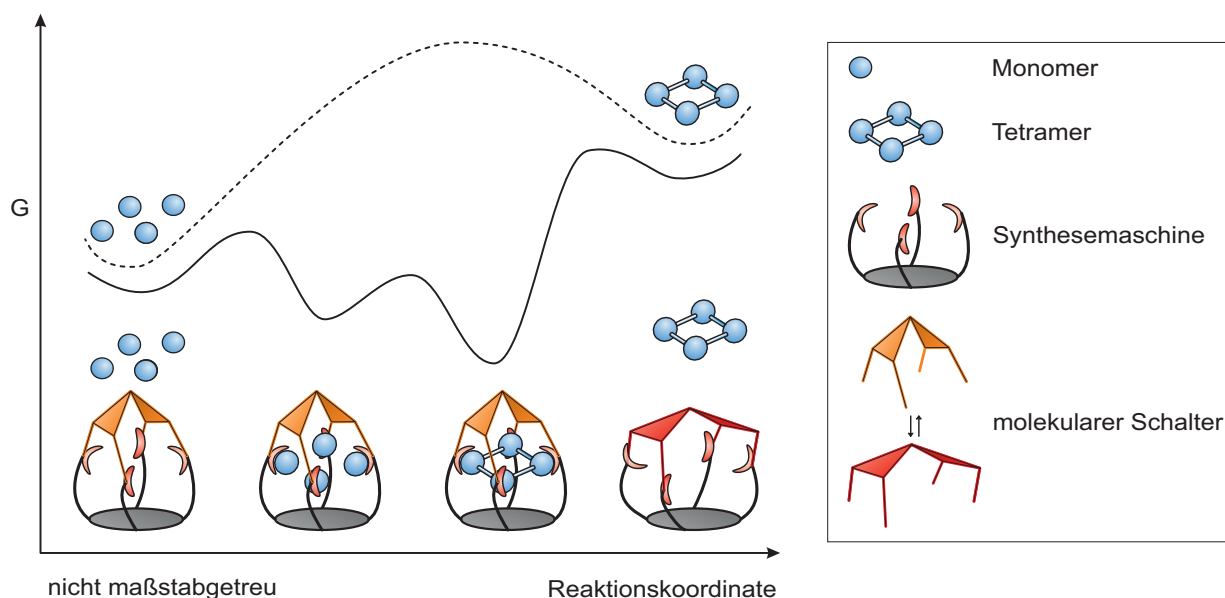 G
nicht maßstabgetreu
Reaktionskoordinate
Monomer
Tetramer
Synthesemaschine
molekularer Schalter